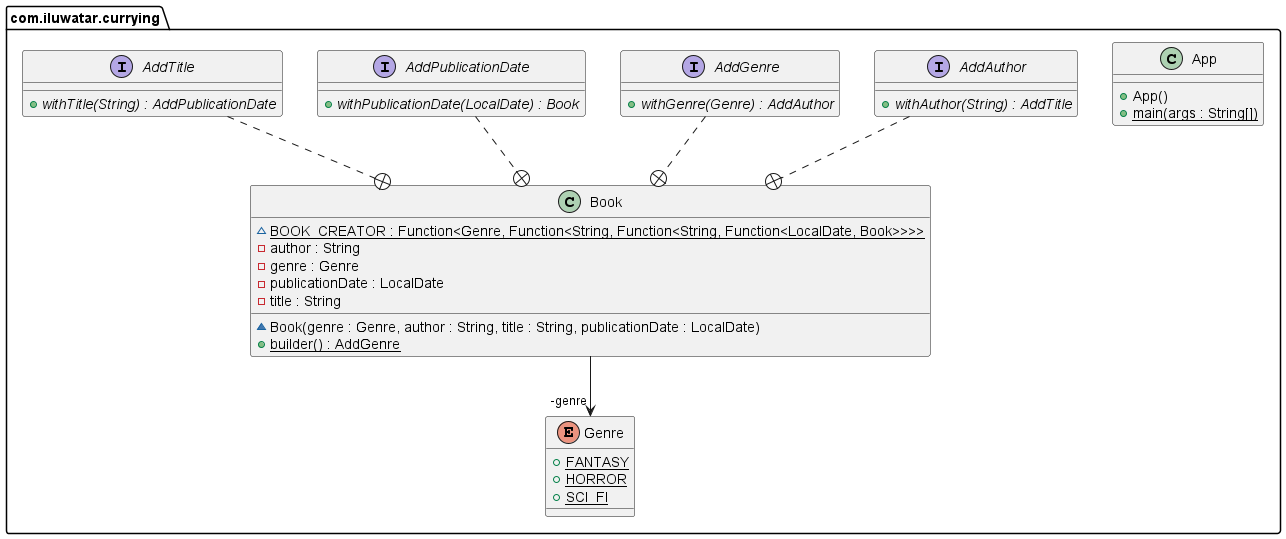 com.iluwatar.currying
I AddTitle
withTitle(String) : AddPublicationDate
I AddPublicationDate
withPublicationDate(LocalDate) : Book
I AddGenre
withGenre(Genre) : AddAuthor
I AddAuthor
withAuthor(String) : AddTitle
C App
App()
main(args : String[])
C Book
BOOK_CREATOR : Function<Genre, Function<String, Function<String, Function<LocalDate, Book>>>>
author : String
genre : Genre
publicationDate : LocalDate
title : String
Book(genre : Genre, author : String, title : String, publicationDate : LocalDate)
builder() : AddGenre
-genre
E Genre
FANTASY
HORROR
SCI_FI